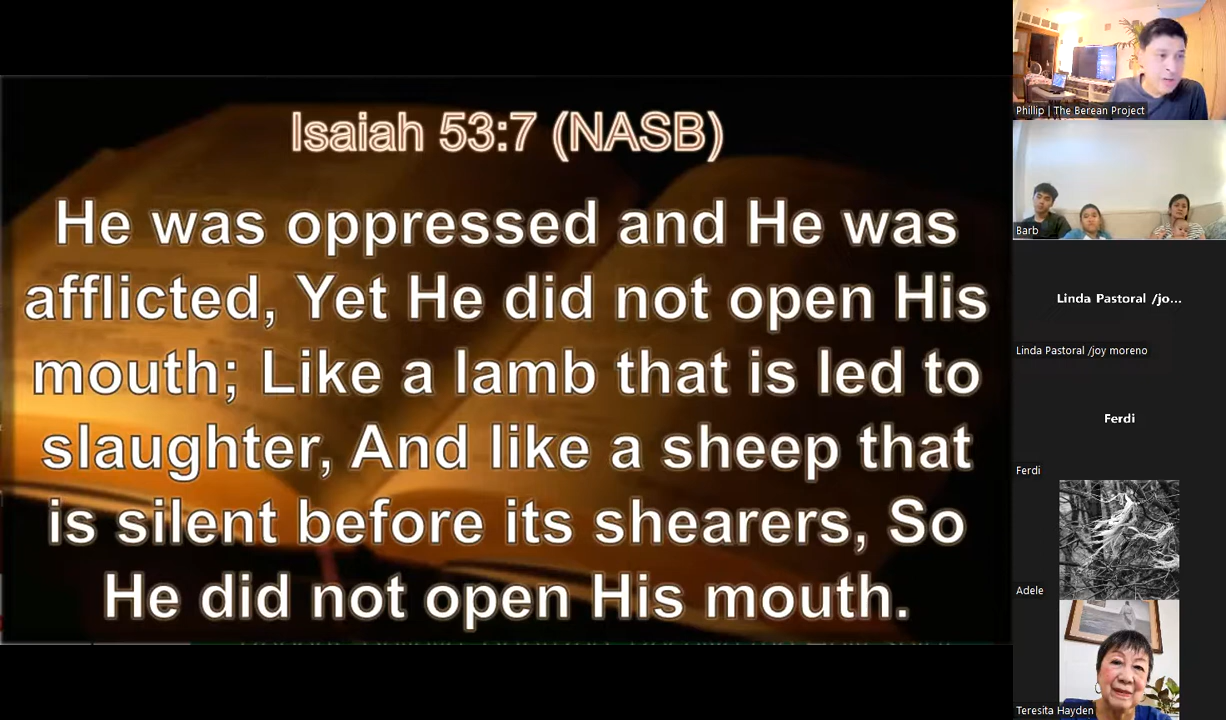 Isaiah 53:7 (NASB)
He was oppressed and He was
afflicted, Yet He did not open His
mouth; Like a lamb that is led to
slaughter, And like a sheep that
is silent before its shearers, So
He did not open His mouth.
Phillip | The Berean Project
Barb
Linda Pastoral /jo...
Linda Pastoral /joy moreno
Ferdi
Ferdi
Adele
Teresita Hayden